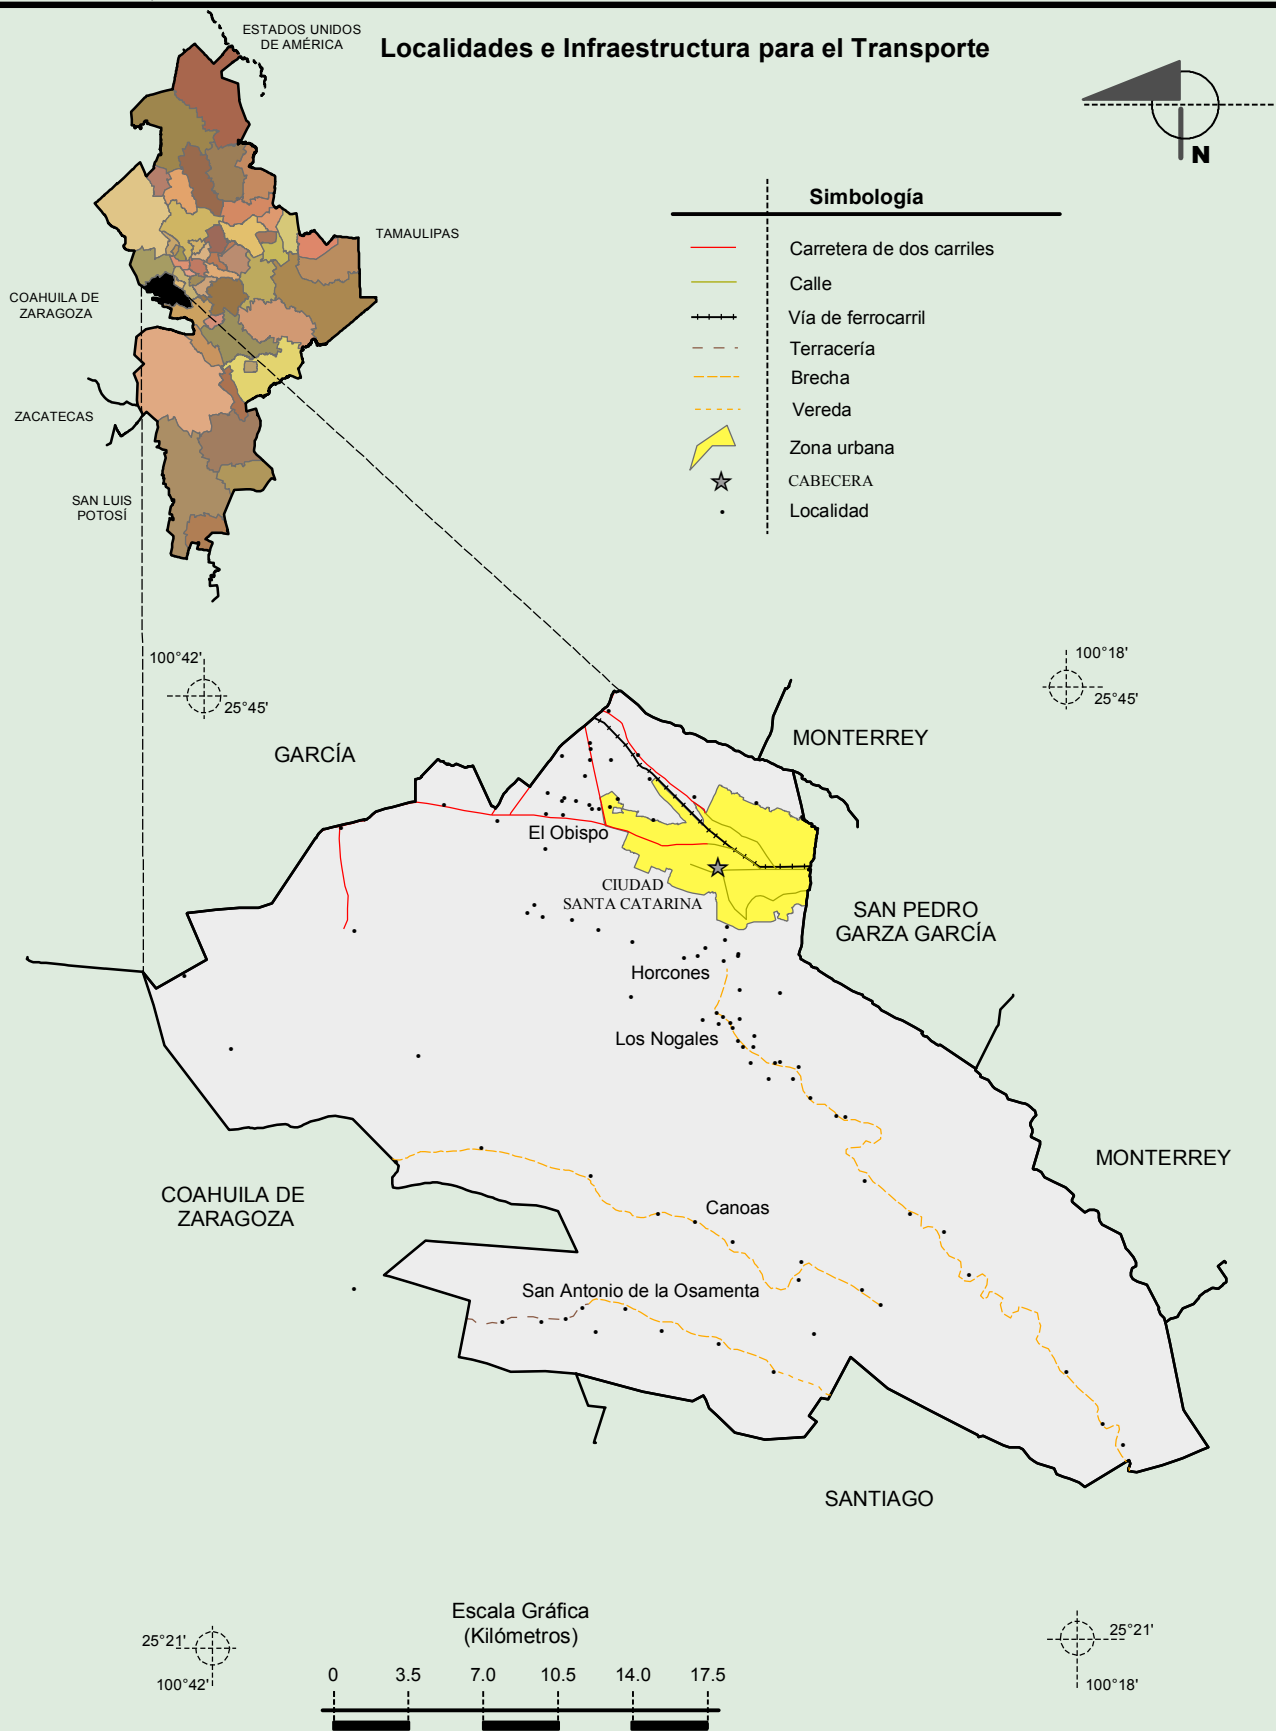 ESTADOS UNIDOS
DE AMÉRICA
Localidades e Infraestructura para el Transporte
N
Simbología
Carretera de dos carriles
Calle
Vía de ferrocarril
Terracería
Brecha
Vereda
Zona urbana
CABECERA
Localidad
TAMAULIPAS
COAHUILA DE
ZARAGOZA
ZACATECAS
SAN LUIS
POTOSÍ
100°42'
25°45'
100°18'
25°45'
GARCÍA
MONTERREY
El Obispo
CIUDAD
SANTA CATARINA
SAN PEDRO
GARZA GARCÍA
Horcones
Los Nogales
MONTERREY
COAHUILA DE
ZARAGOZA
Canoas
San Antonio de la Osamenta
SANTIAGO
Escala Gráfica
(Kilómetros)
0 3.5 7.0 10.5 14.0 17.5
25°21'
100°42'
25°21'
100°18'